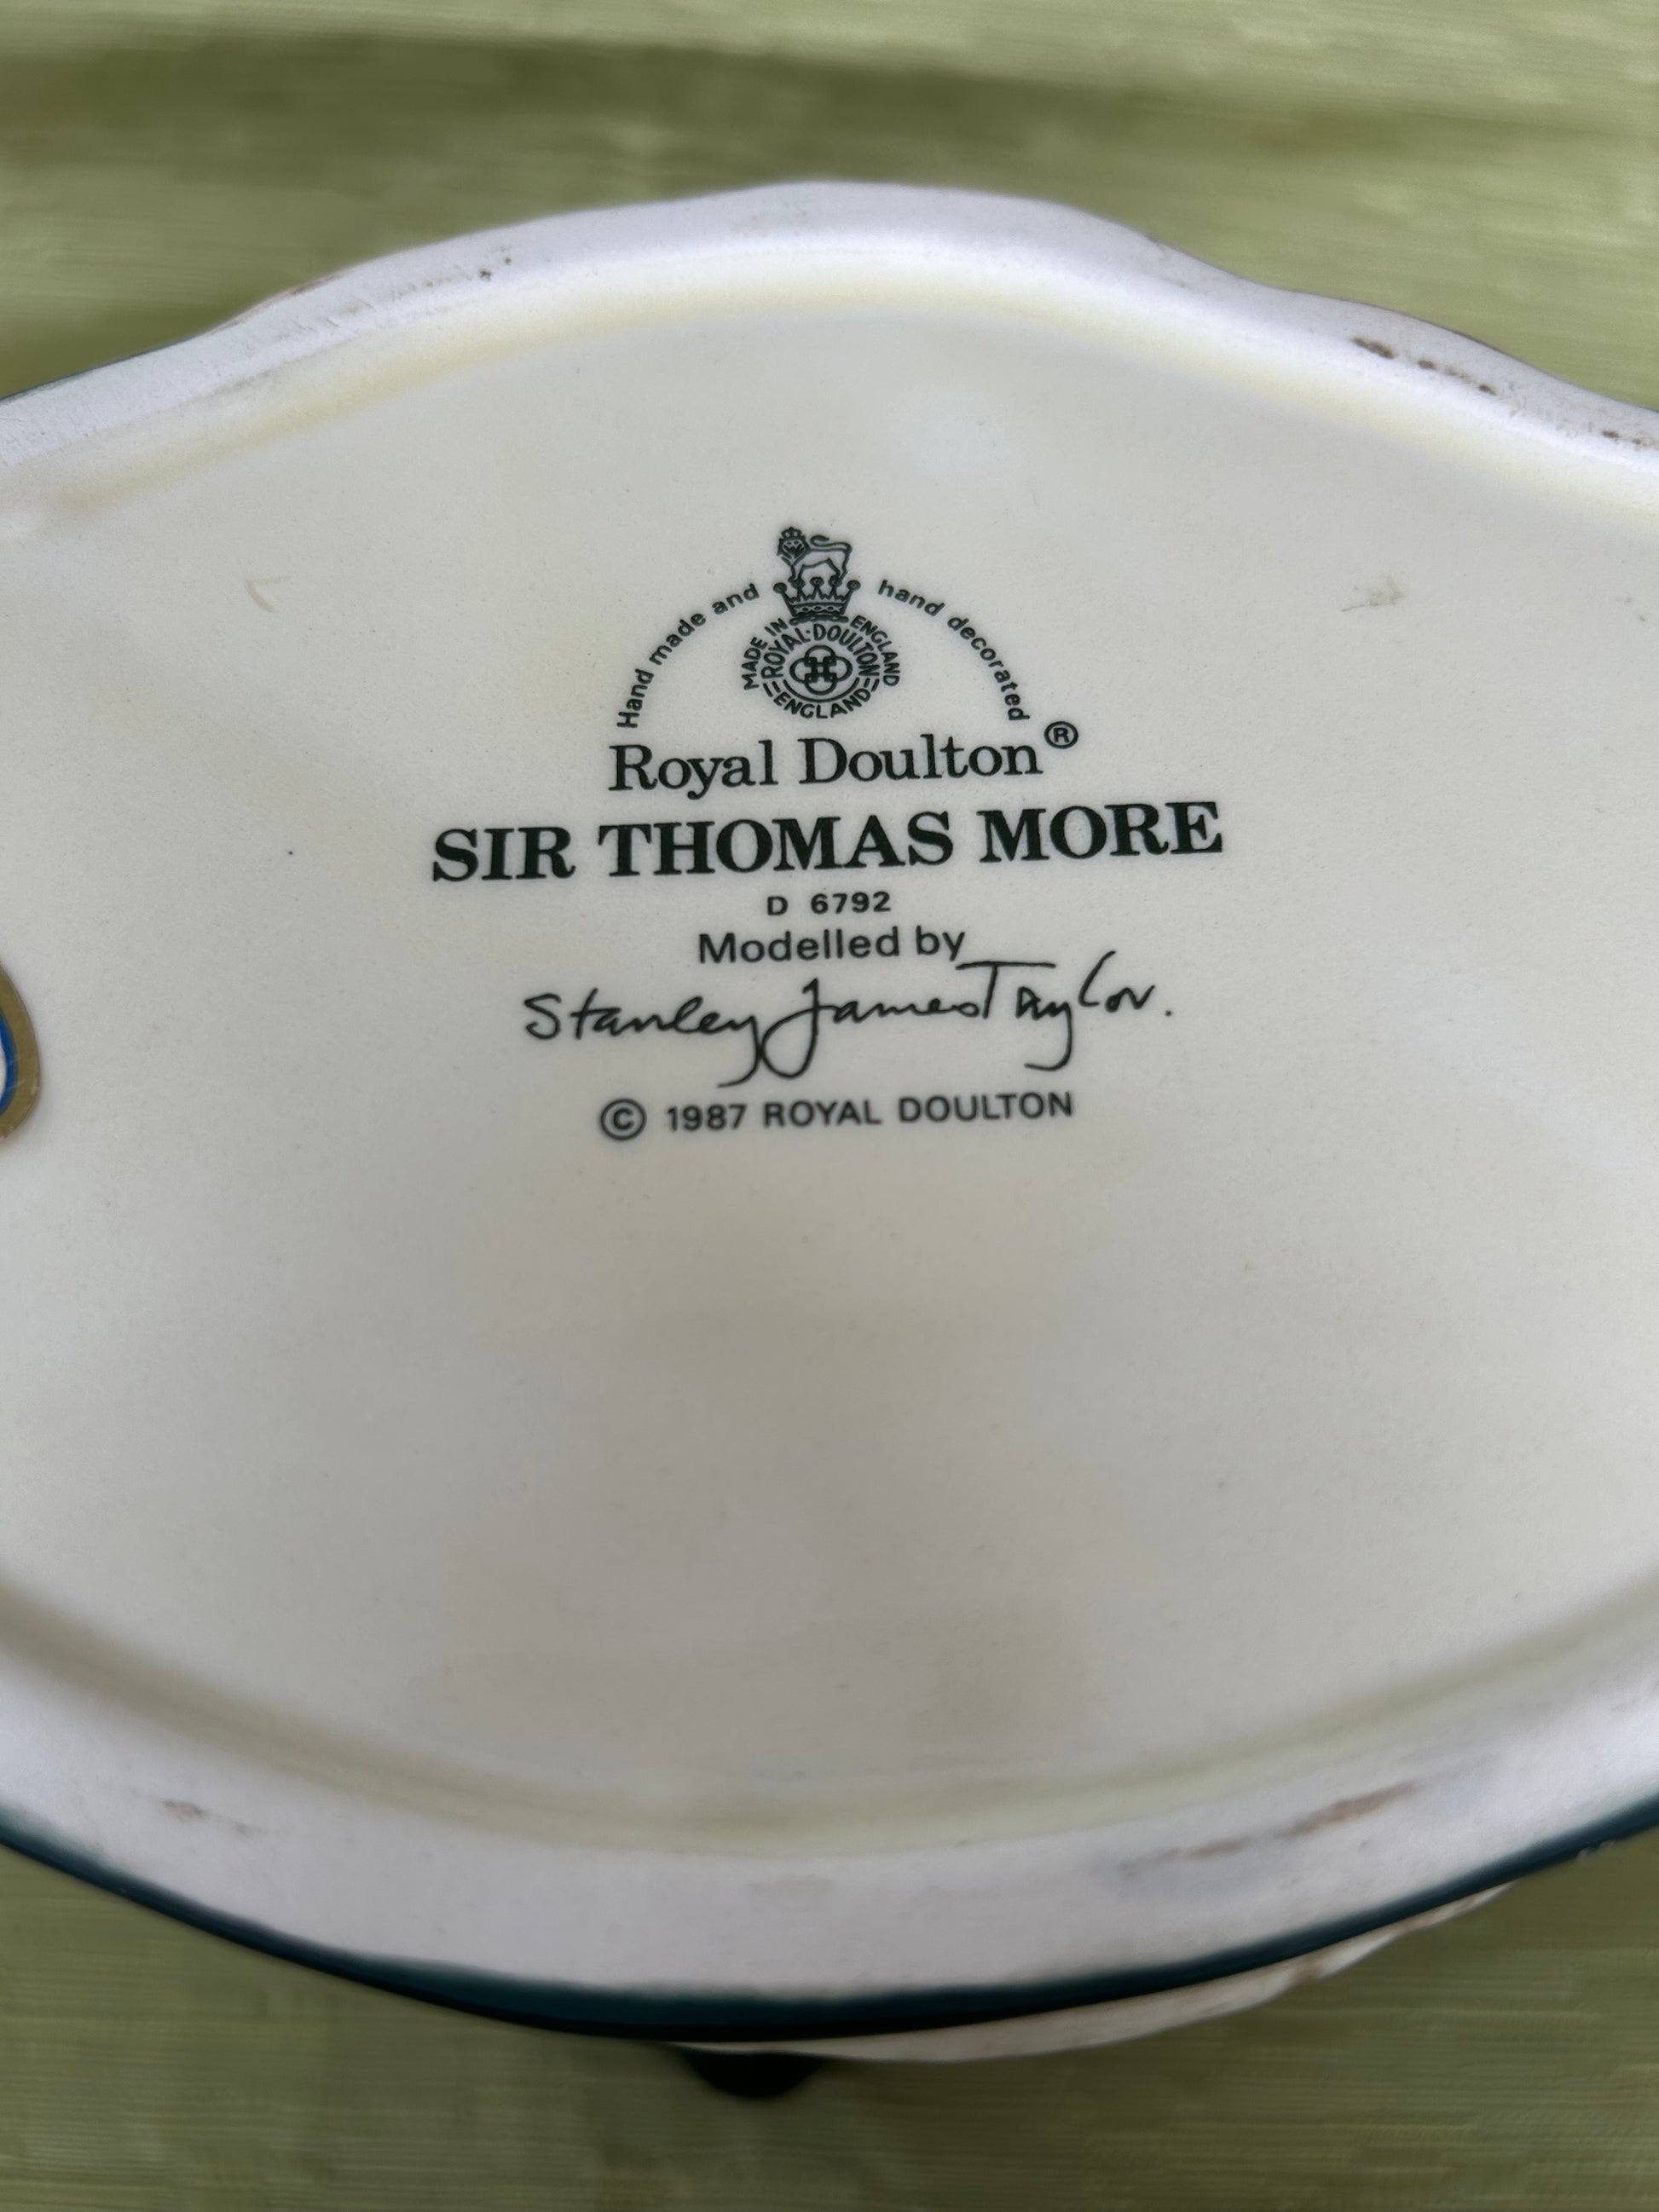 Hand made and hand decorated
MADE IN ENGLAND
ROYAL·DOULTON
ENGLAND
Royal Doulton®
SIR THOMAS MORE
D 6792
Modelled by
Stanley James Taylor.
© 1987 ROYAL DOULTON